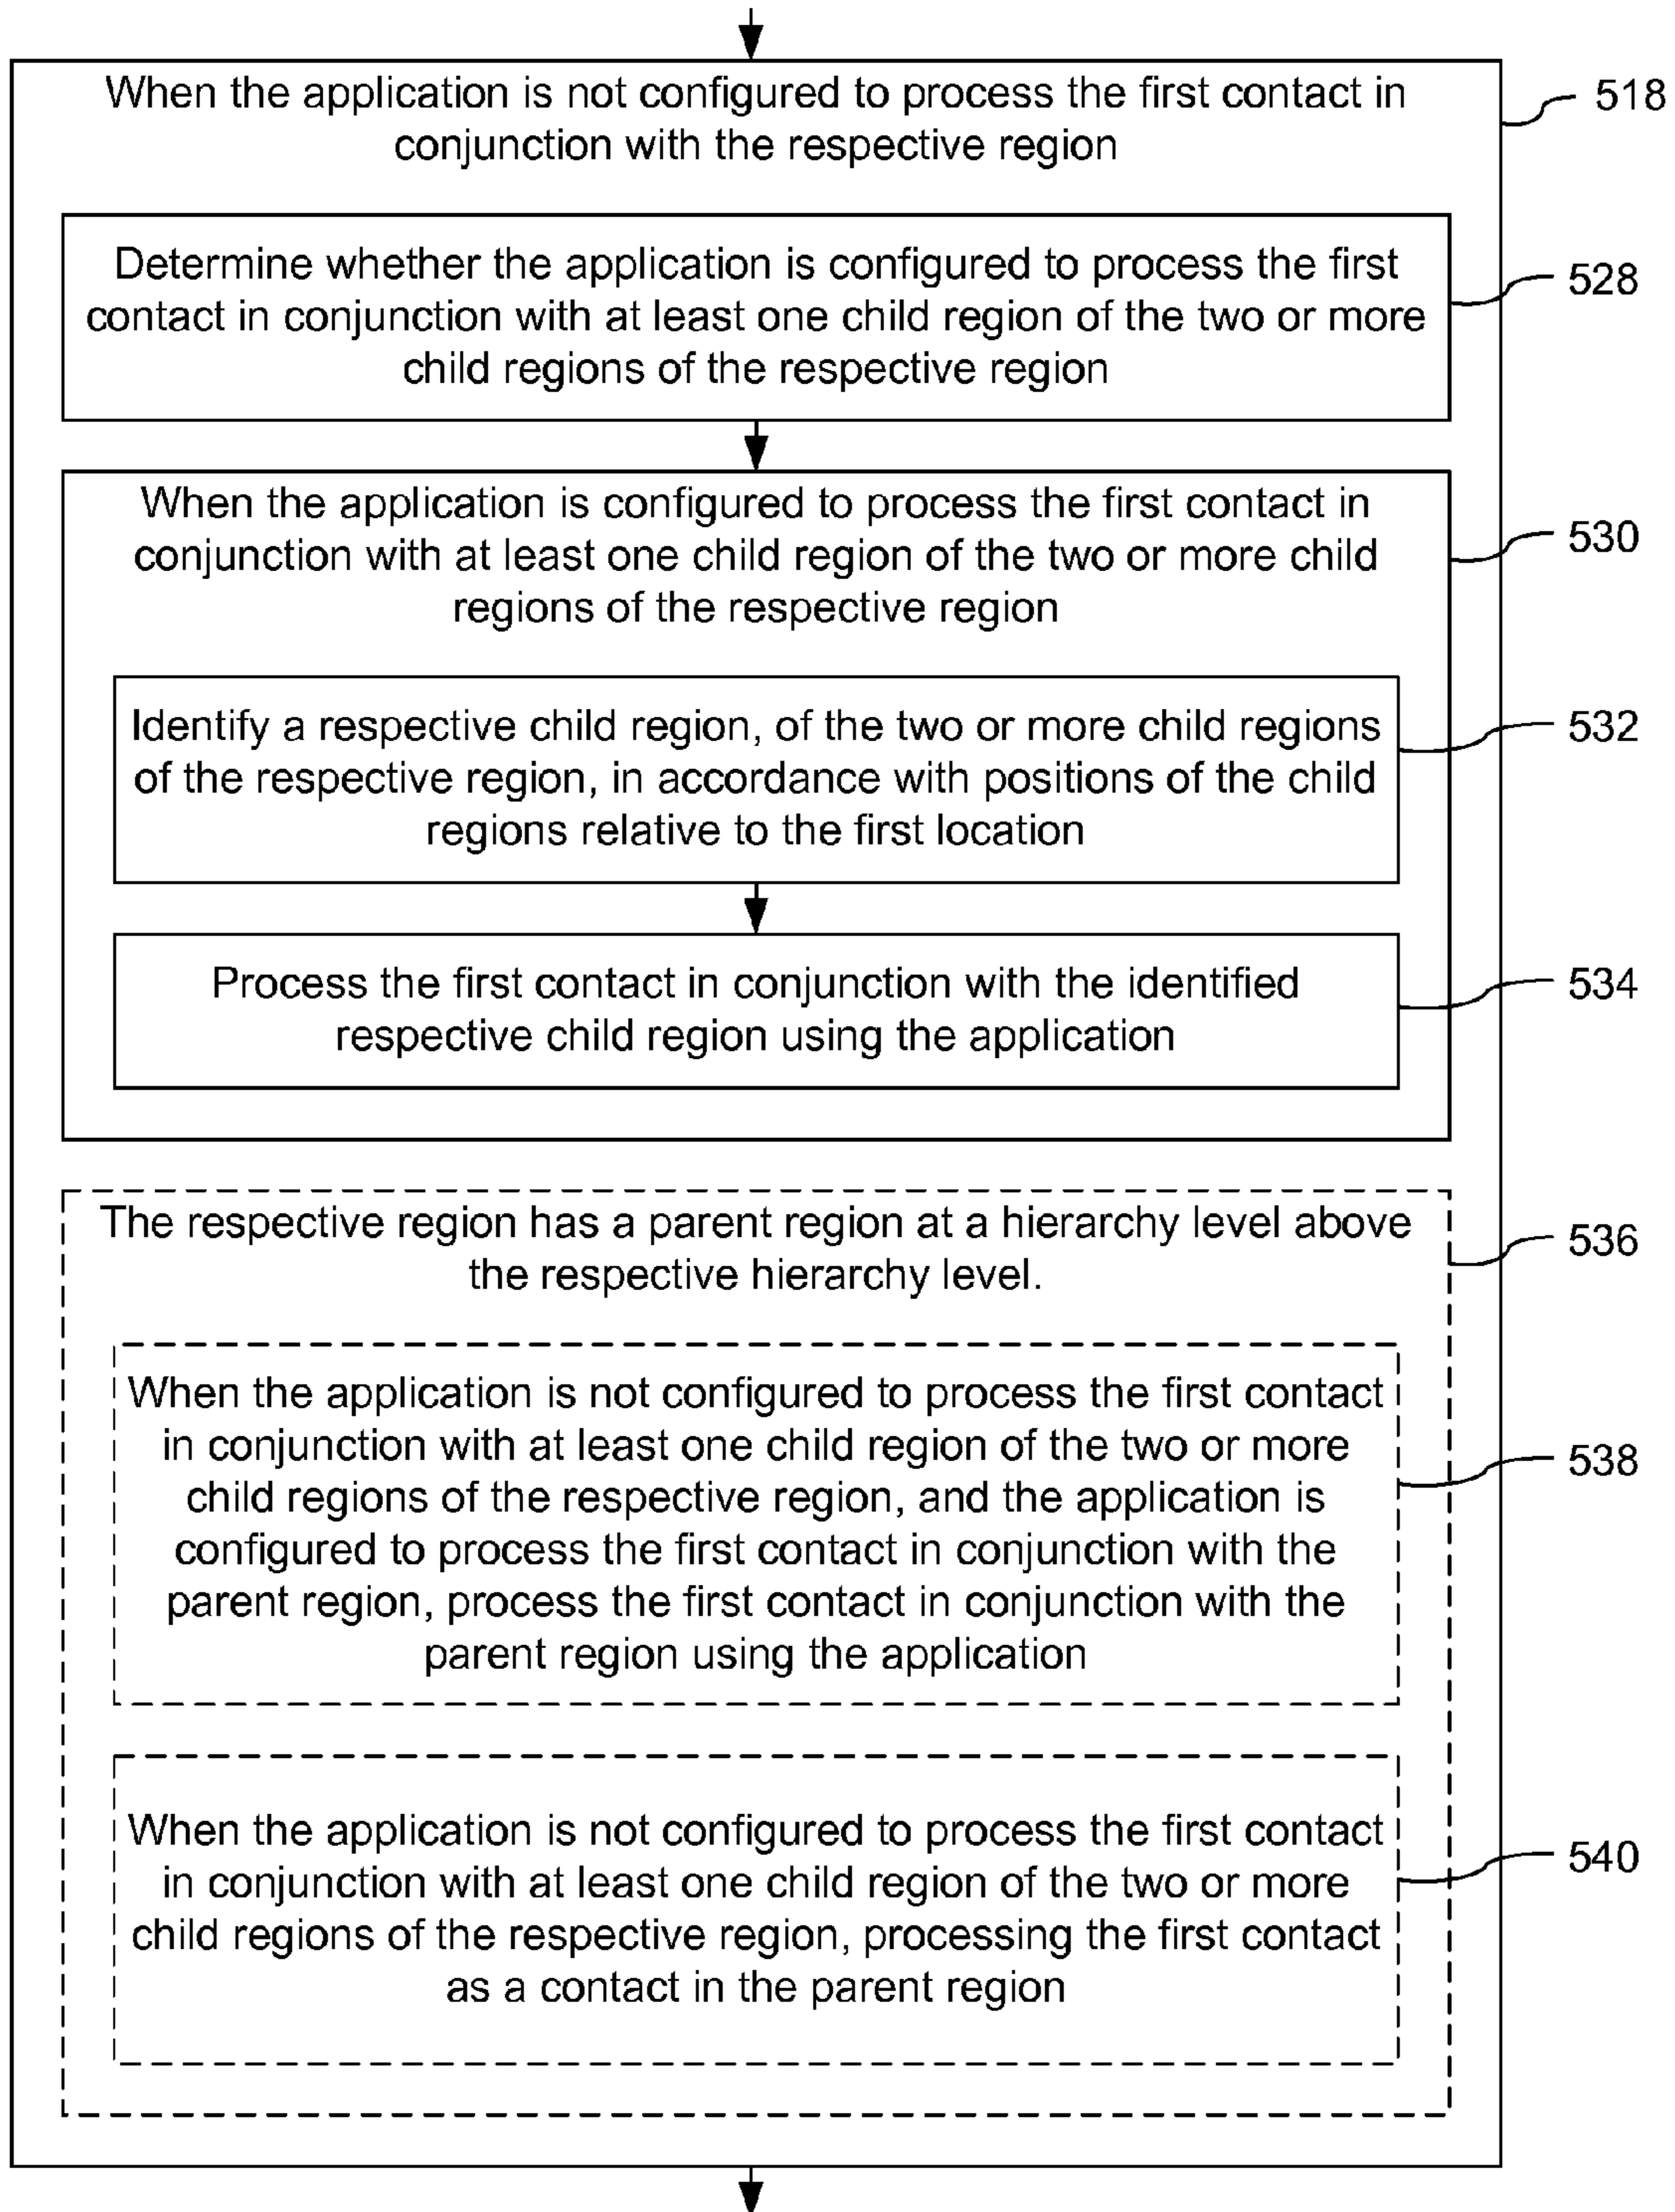 When the application is not configured to process the first contact in
conjunction with the respective region
518
Determine whether the application is configured to process the first
contact in conjunction with at least one child region of the two or more
child regions of the respective region
528
When the application is configured to process the first contact in
conjunction with at least one child region of the two or more child
regions of the respective region
530
Identify a respective child region, of the two or more child regions
of the respective region, in accordance with positions of the child
regions relative to the first location
532
Process the first contact in conjunction with the identified
respective child region using the application
534
The respective region has a parent region at a hierarchy level above
the respective hierarchy level.
536
When the application is not configured to process the first contact
in conjunction with at least one child region of the two or more
child regions of the respective region, and the application is
configured to process the first contact in conjunction with the
parent region, process the first contact in conjunction with the
parent region using the application
538
When the application is not configured to process the first contact
in conjunction with at least one child region of the two or more
child regions of the respective region, processing the first contact
as a contact in the parent region
540